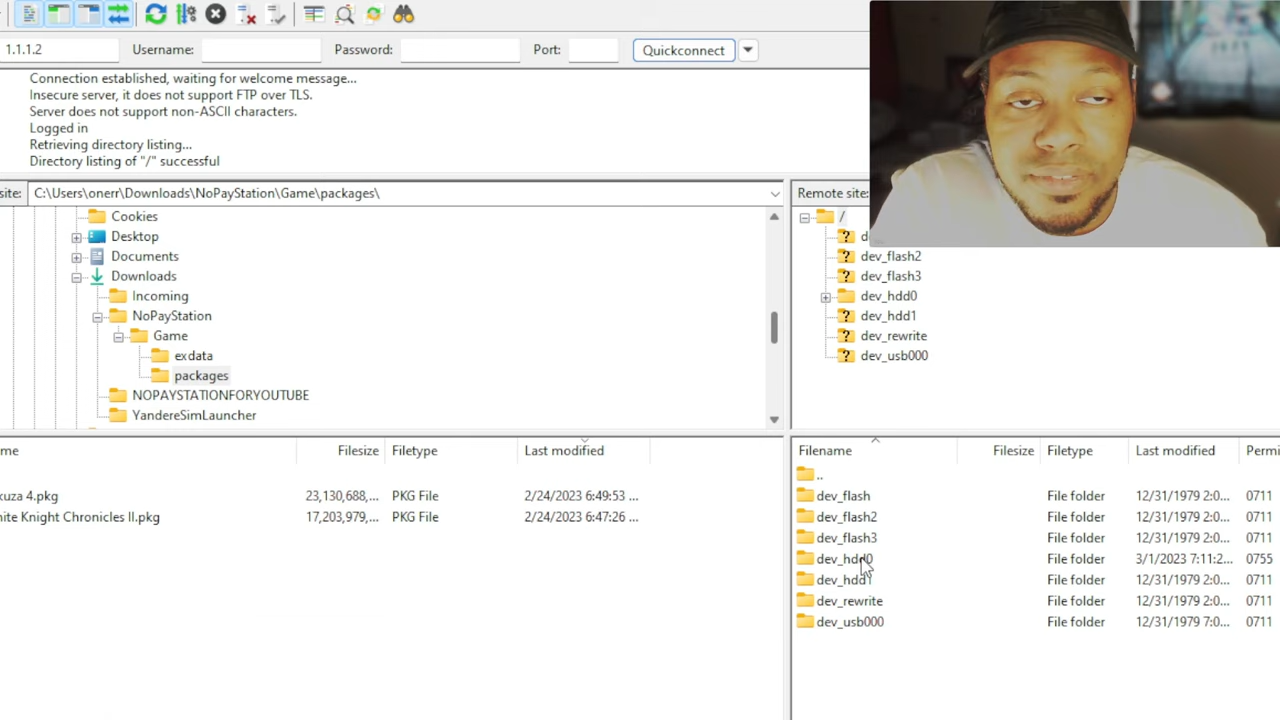 1.1.1.2 Username: Password: Port: Quickconnect
Connection established, waiting for welcome message...
Insecure server, it does not support FTP over TLS.
Server does not support non-ASCII characters.
Logged in
Retrieving directory listing...
Directory listing of "/" successful
site: C:\Users\onerr\Downloads\NoPayStation\Game\packages\
Cookies
Desktop
Documents
Downloads
Incoming
NoPayStation
Game
exdata
packages
NOPAYSTATIONFORYOUTUBE
YandereSimLauncher
Remote site:
/
d
dev_flash2
dev_flash3
dev_hdd0
dev_hdd1
dev_rewrite
dev_usb000
me Filesize Filetype Last modified
kuza 4.pkg 23,130,688,... PKG File 2/24/2023 6:49:53 ...
nite Knight Chronicles II.pkg 17,203,979,... PKG File 2/24/2023 6:47:26 ...
Filename Filesize Filetype Last modified Permi
..
dev_flash File folder 12/31/1979 2:0... 0711
dev_flash2 File folder 12/31/1979 2:0... 0711
dev_flash3 File folder 12/31/1979 2:0... 0711
dev_hdd0 File folder 3/1/2023 7:11:2... 0755
dev_hdd1 File folder 12/31/1979 2:0... 0711
dev_rewrite File folder 12/31/1979 2:0... 0711
dev_usb000 File folder 12/31/1979 7:0... 0711